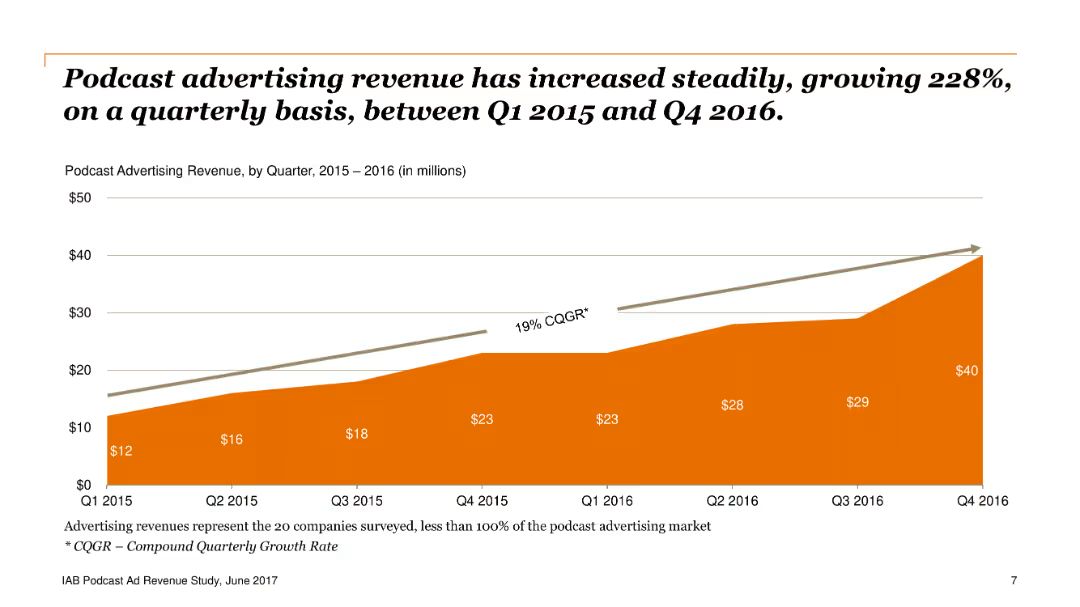 Podcast advertising revenue has increased steadily, growing 228%,
on a quarterly basis, between Q1 2015 and Q4 2016.
Podcast Advertising Revenue, by Quarter, 2015 – 2016 (in millions)
$50
$40
$30
$20
$10
$0
19% CQGR*
$12
$16
$18
$23
$23
$28
$29
$40
Q1 2015 Q2 2015 Q3 2015 Q4 2015 Q1 2016 Q2 2016 Q3 2016 Q4 2016
Advertising revenues represent the 20 companies surveyed, less than 100% of the podcast advertising market
* CQGR – Compound Quarterly Growth Rate
IAB Podcast Ad Revenue Study, June 2017 7